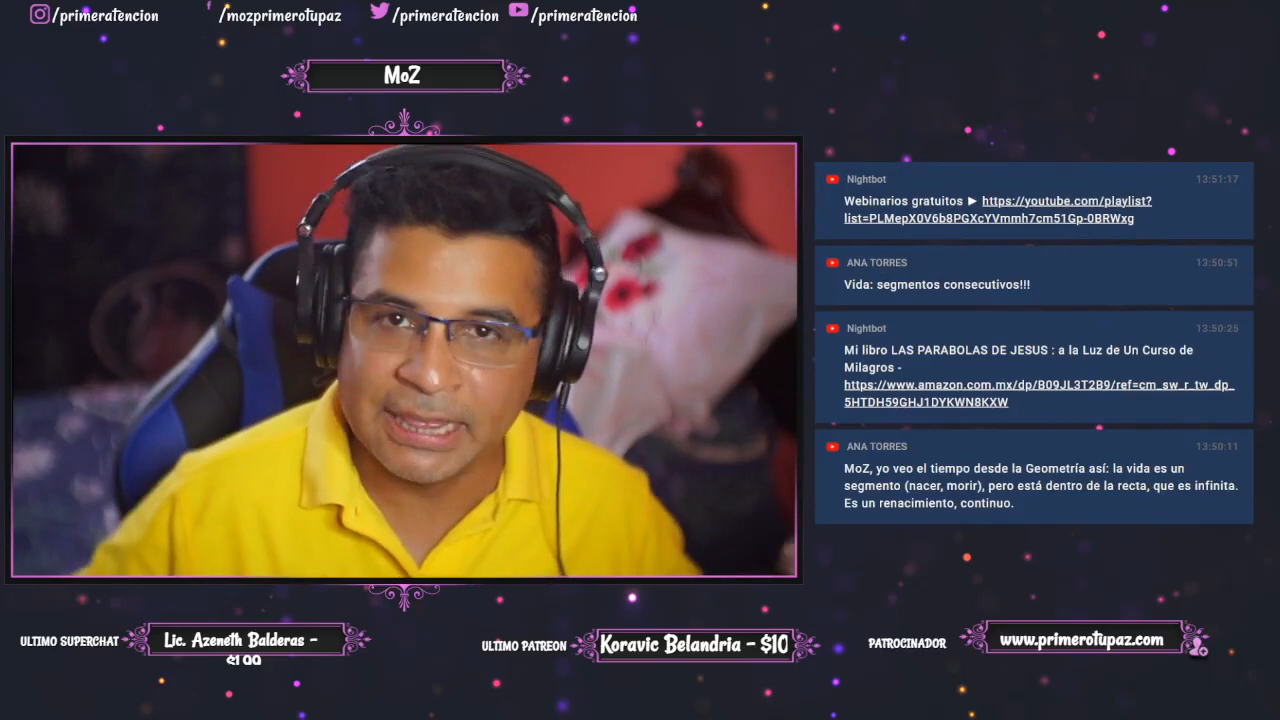 /primeratencion
/mozprimerotupaz
/primeratencion
/primeratencion
MoZ
Nightbot 13:51:17
Webinarios gratuitos ► https://youtube.com/playlist?
list=PLMepX0V6b8PGXcYVmmh7cm51Gp-0BRWxg
ANA TORRES 13:50:51
Vida: segmentos consecutivos!!!
Nightbot 13:50:25
Mi libro LAS PARABOLAS DE JESUS : a la Luz de Un Curso de
Milagros -
https://www.amazon.com.mx/dp/B09JL3T2B9/ref=cm_sw_r_tw_dp_
5HTDH59GHJ1DYKWN8KXW
ANA TORRES 13:50:11
MoZ, yo veo el tiempo desde la Geometría así: la vida es un
segmento (nacer, morir), pero está dentro de la recta, que es infinita.
Es un renacimiento, continuo.
ULTIMO SUPERCHAT
Lic. Azeneth Balderas -
ULTIMO PATREON
Koravic Belandria - $10
PATROCINADOR
www.primerotupaz.com